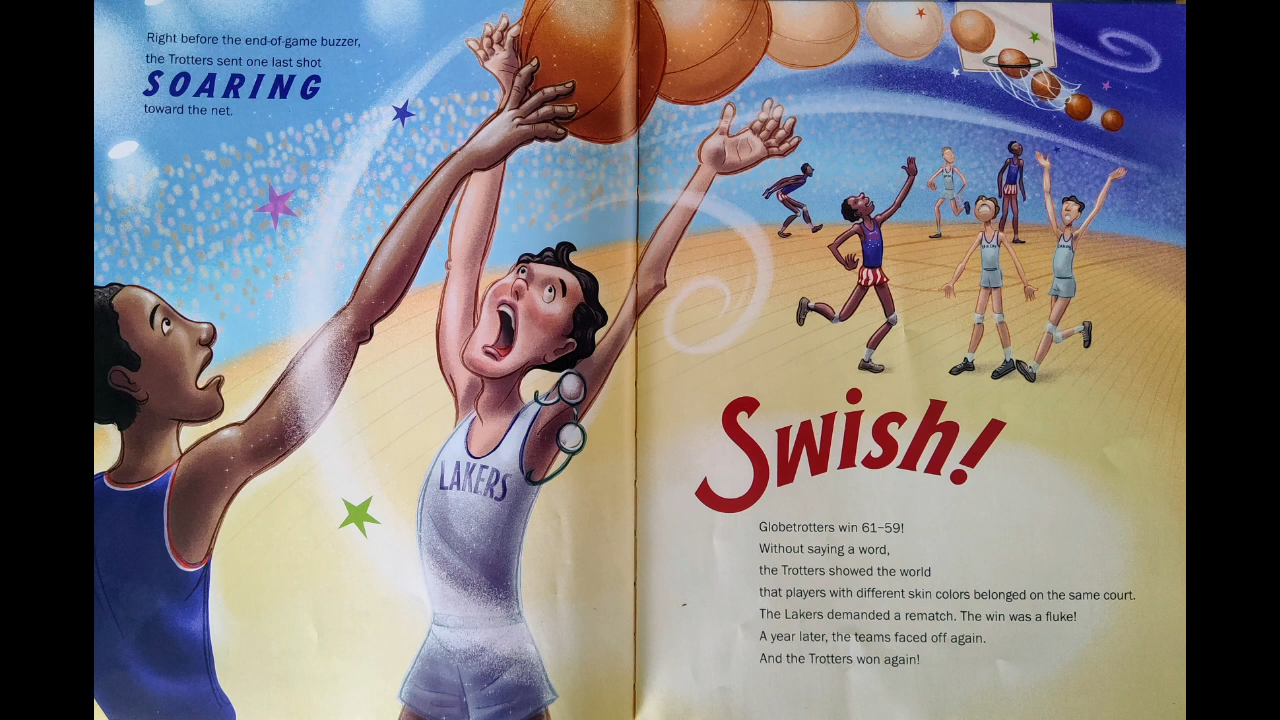 Right before the end-of-game buzzer,
the Trotters sent one last shot
SOARING
toward the net.
LAKERS
Swish!
Globetrotters win 61–59!
Without saying a word,
the Trotters showed the world
that players with different skin colors belonged on the same court.
The Lakers demanded a rematch. The win was a fluke!
A year later, the teams faced off again.
And the Trotters won again!